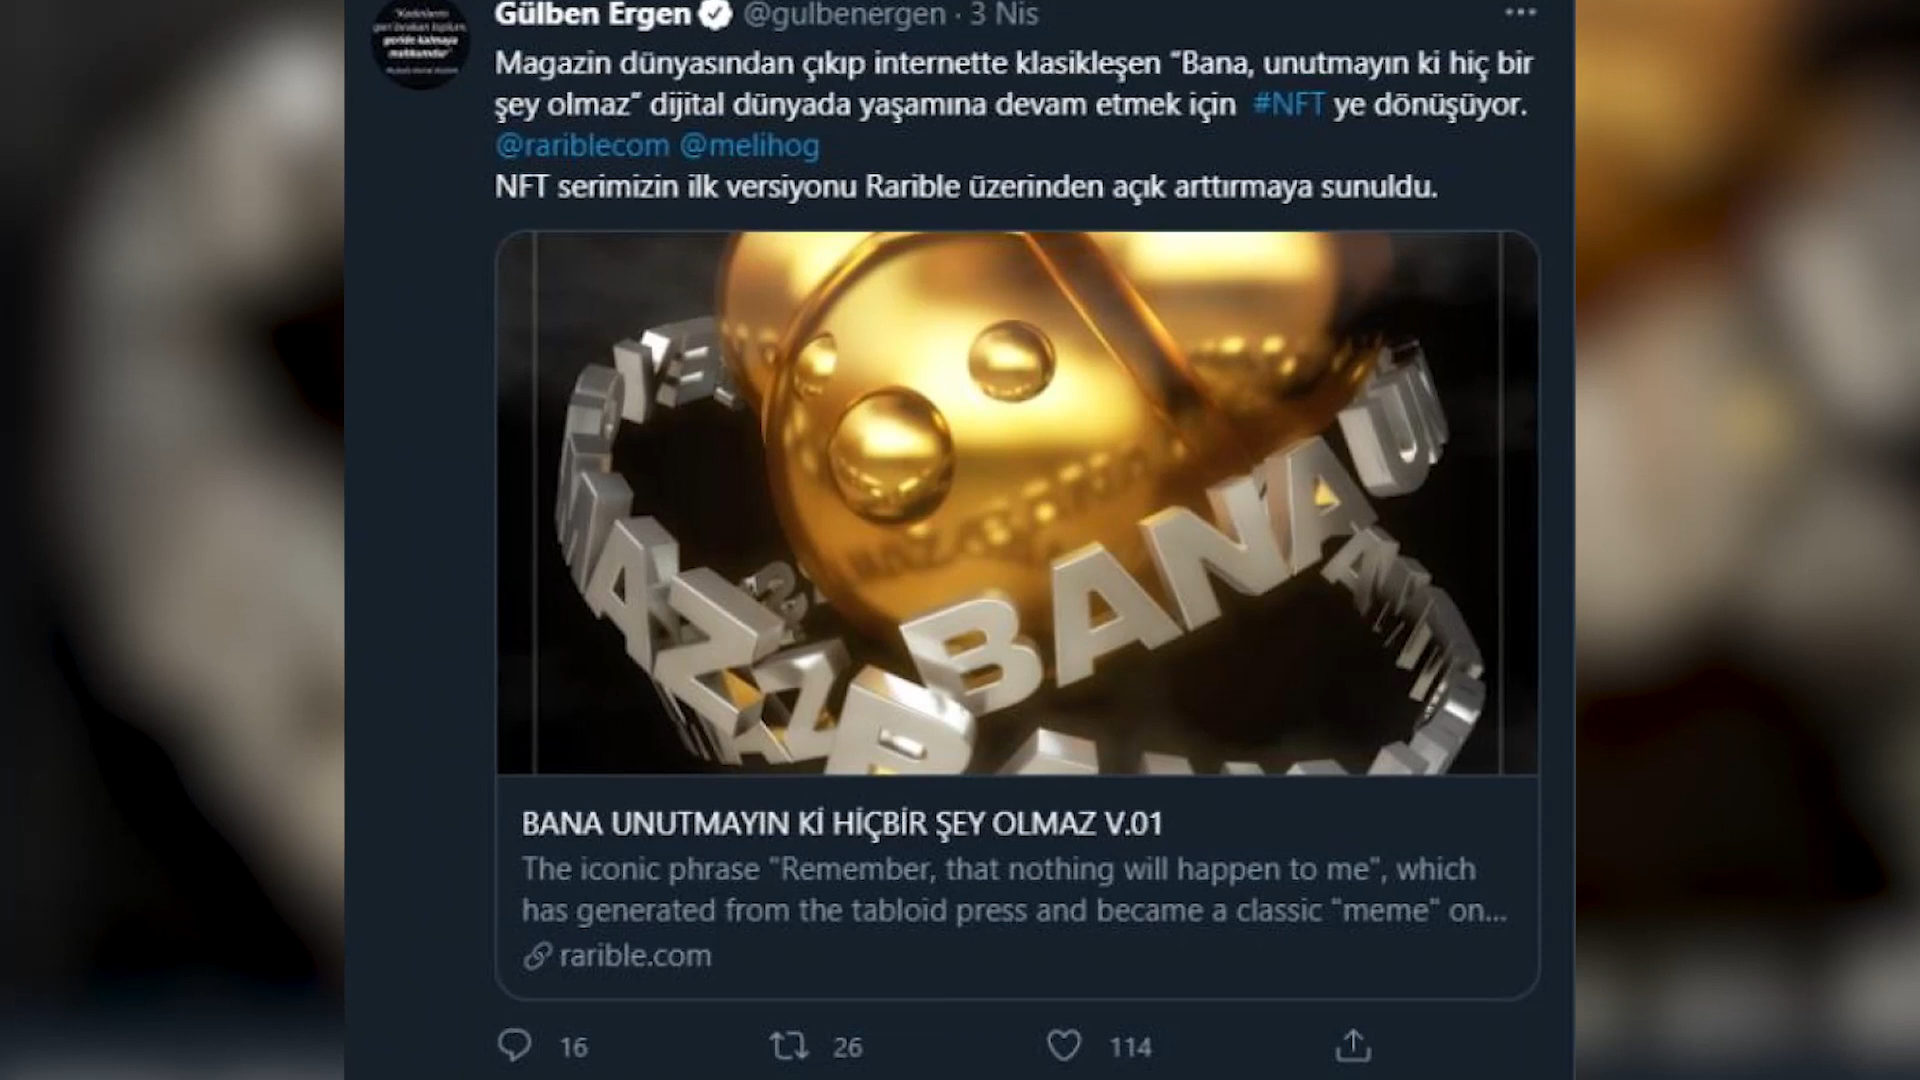 Gülben Ergen @gulbenergen · 3 Nis
Magazin dünyasından çıkıp internette klasikleşen “Bana, unutmayın ki hiç bir
şey olmaz” dijital dünyada yaşamına devam etmek için #NFT ye dönüşüyor.
@rariblecom @melihog
NFT serimizin ilk versiyonu Rarible üzerinden açık arttırmaya sunuldu.
BANA U
BANA UNUTMAYIN Kİ HİÇBİR ŞEY OLMAZ V.01
The iconic phrase "Remember, that nothing will happen to me", which
has generated from the tabloid press and became a classic "meme" on...
rarible.com
16 26 114